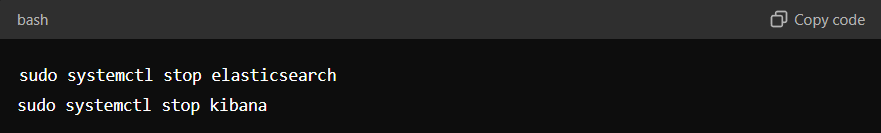 bash
Copy code
sudo systemctl stop elasticsearch
sudo systemctl stop kibana